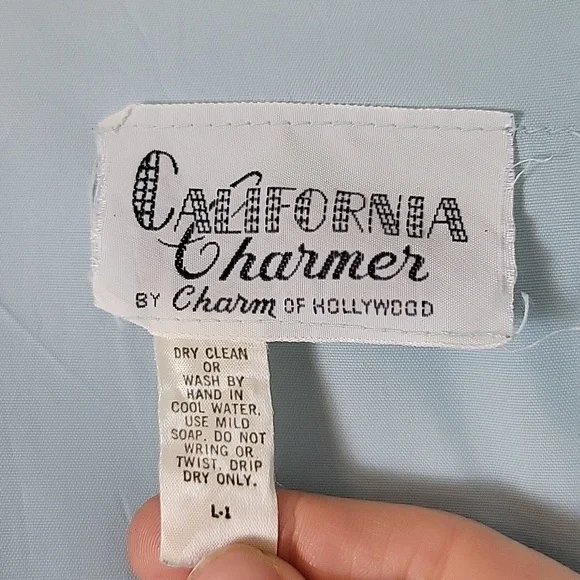 CALIFORNIA
Charmer
BY Charm OF HOLLYWOOD
DRY CLEAN
OR
WASH BY
HAND IN
COOL WATER.
USE MILD
SOAP. DO NOT
WRING OR
TWIST. DRIP
DRY ONLY.
L-1